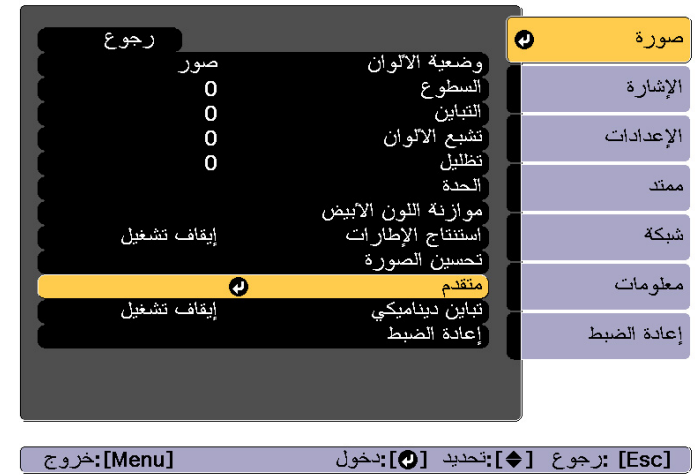 صورة
الإشارة
الإعدادات
ممتد
شبكة
معلومات
إعادة الضبط
رجوع
وضعية الألوان صور
السطوع 0
التباين 0
تشبع الألوان 0
تظليل 0
الحدة
موازنة اللون الأبيض
استنتاج الإطارات إيقاف تشغيل
تحسين الصورة
متقدم
تباين ديناميكي إيقاف تشغيل
إعادة الضبط
[Esc] :رجوع [◆]:تحديد [↵]:دخول [Menu]:خروج